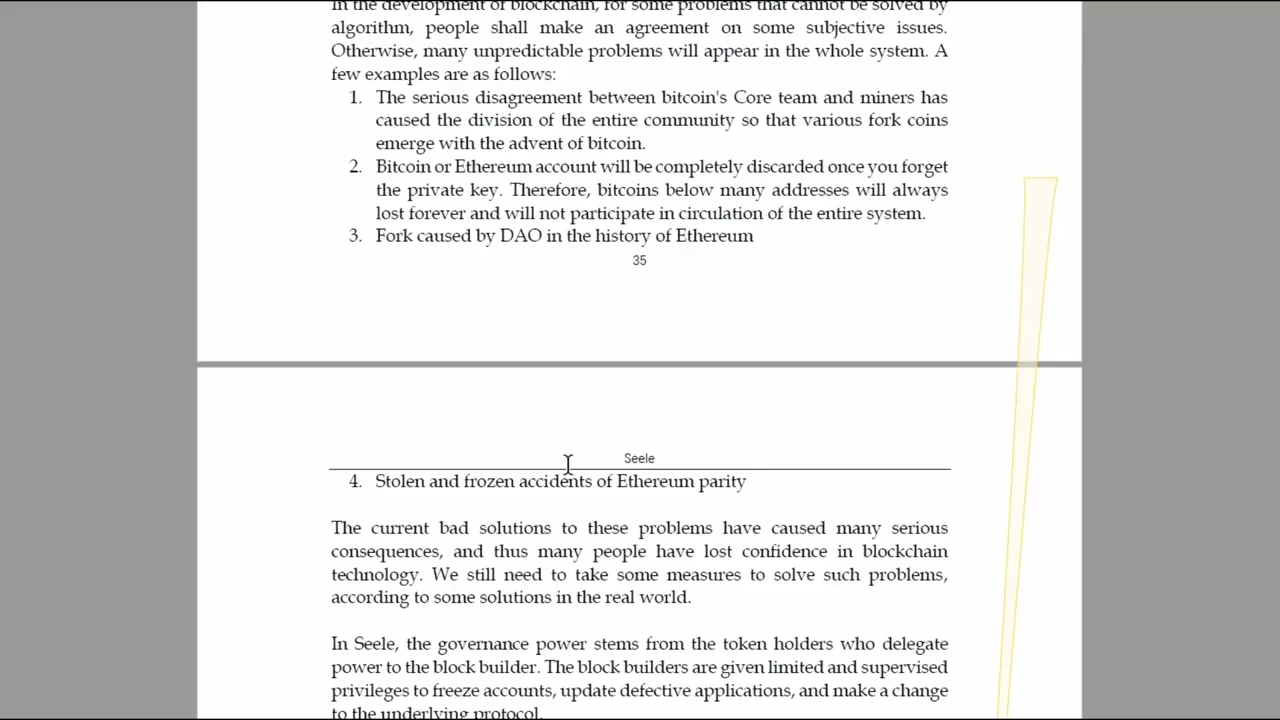 In the development of blockchain, for some problems that cannot be solved by
algorithm, people shall make an agreement on some subjective issues.
Otherwise, many unpredictable problems will appear in the whole system. A
few examples are as follows:
1. The serious disagreement between bitcoin's Core team and miners has
caused the division of the entire community so that various fork coins
emerge with the advent of bitcoin.
2. Bitcoin or Ethereum account will be completely discarded once you forget
the private key. Therefore, bitcoins below many addresses will always
lost forever and will not participate in circulation of the entire system.
3. Fork caused by DAO in the history of Ethereum
35
Seele
4. Stolen and frozen accidents of Ethereum parity
The current bad solutions to these problems have caused many serious
consequences, and thus many people have lost confidence in blockchain
technology. We still need to take some measures to solve such problems,
according to some solutions in the real world.
In Seele, the governance power stems from the token holders who delegate
power to the block builder. The block builders are given limited and supervised
privileges to freeze accounts, update defective applications, and make a change
to the underlying protocol.